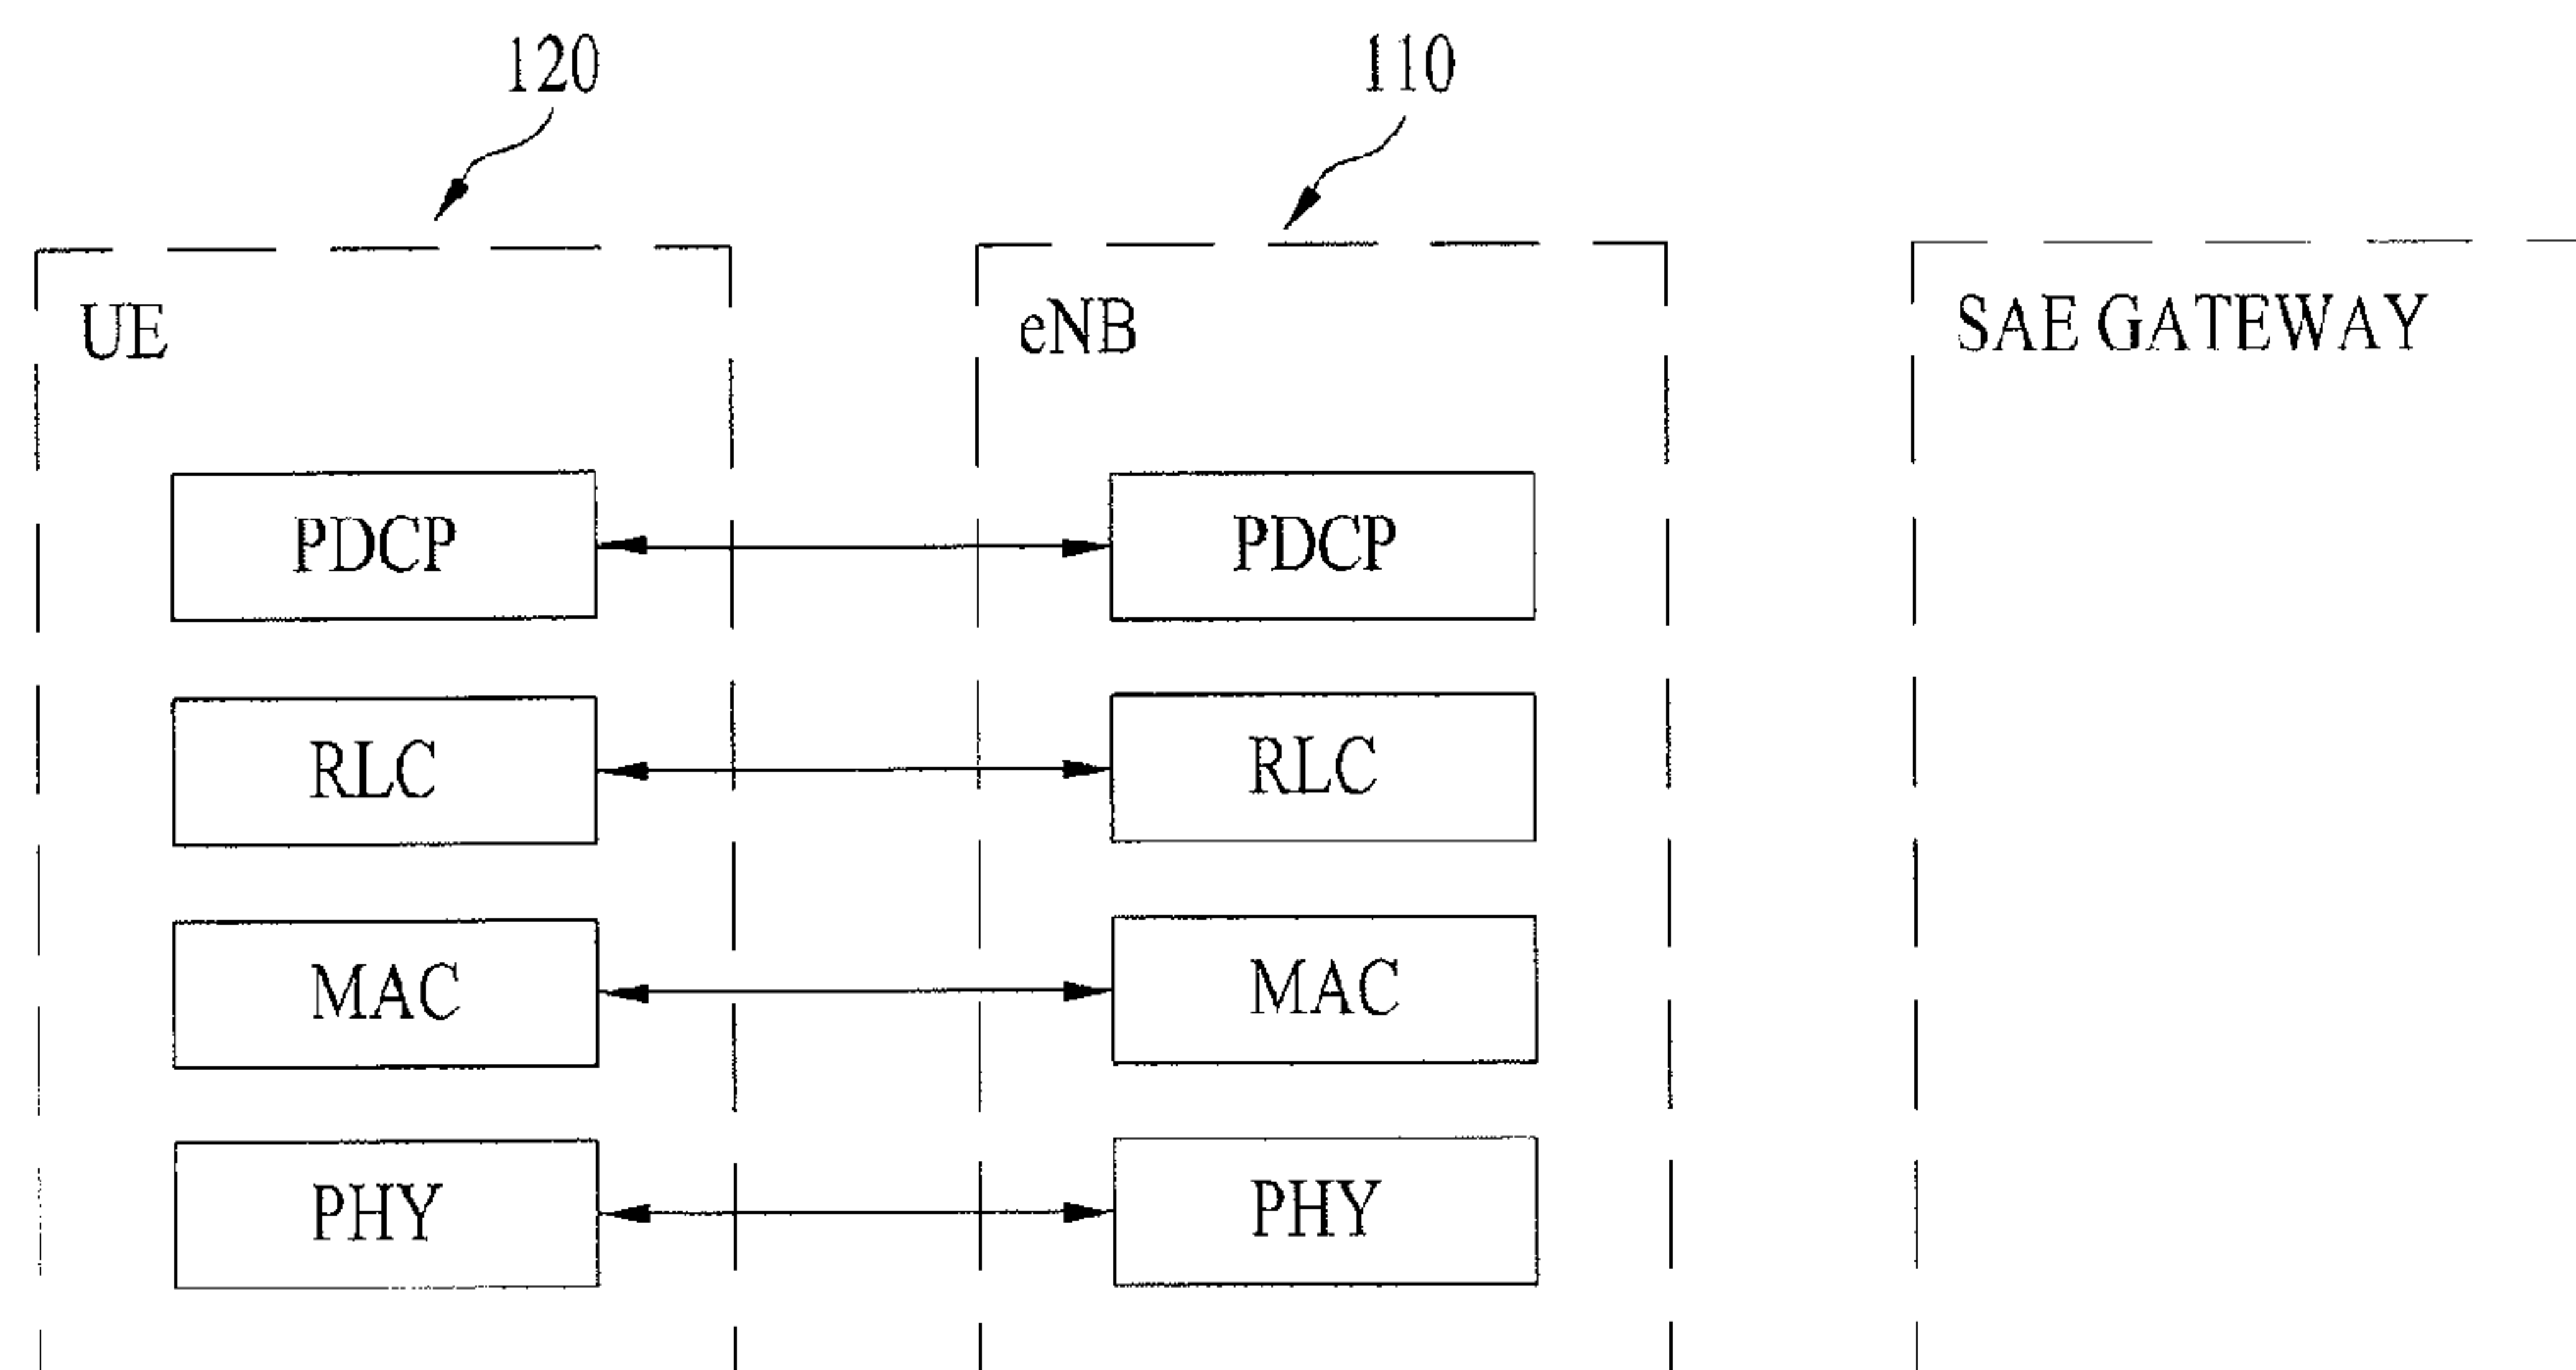 120 110
UE eNB SAE GATEWAY
PDCP PDCP
RLC RLC
MAC MAC
PHY PHY